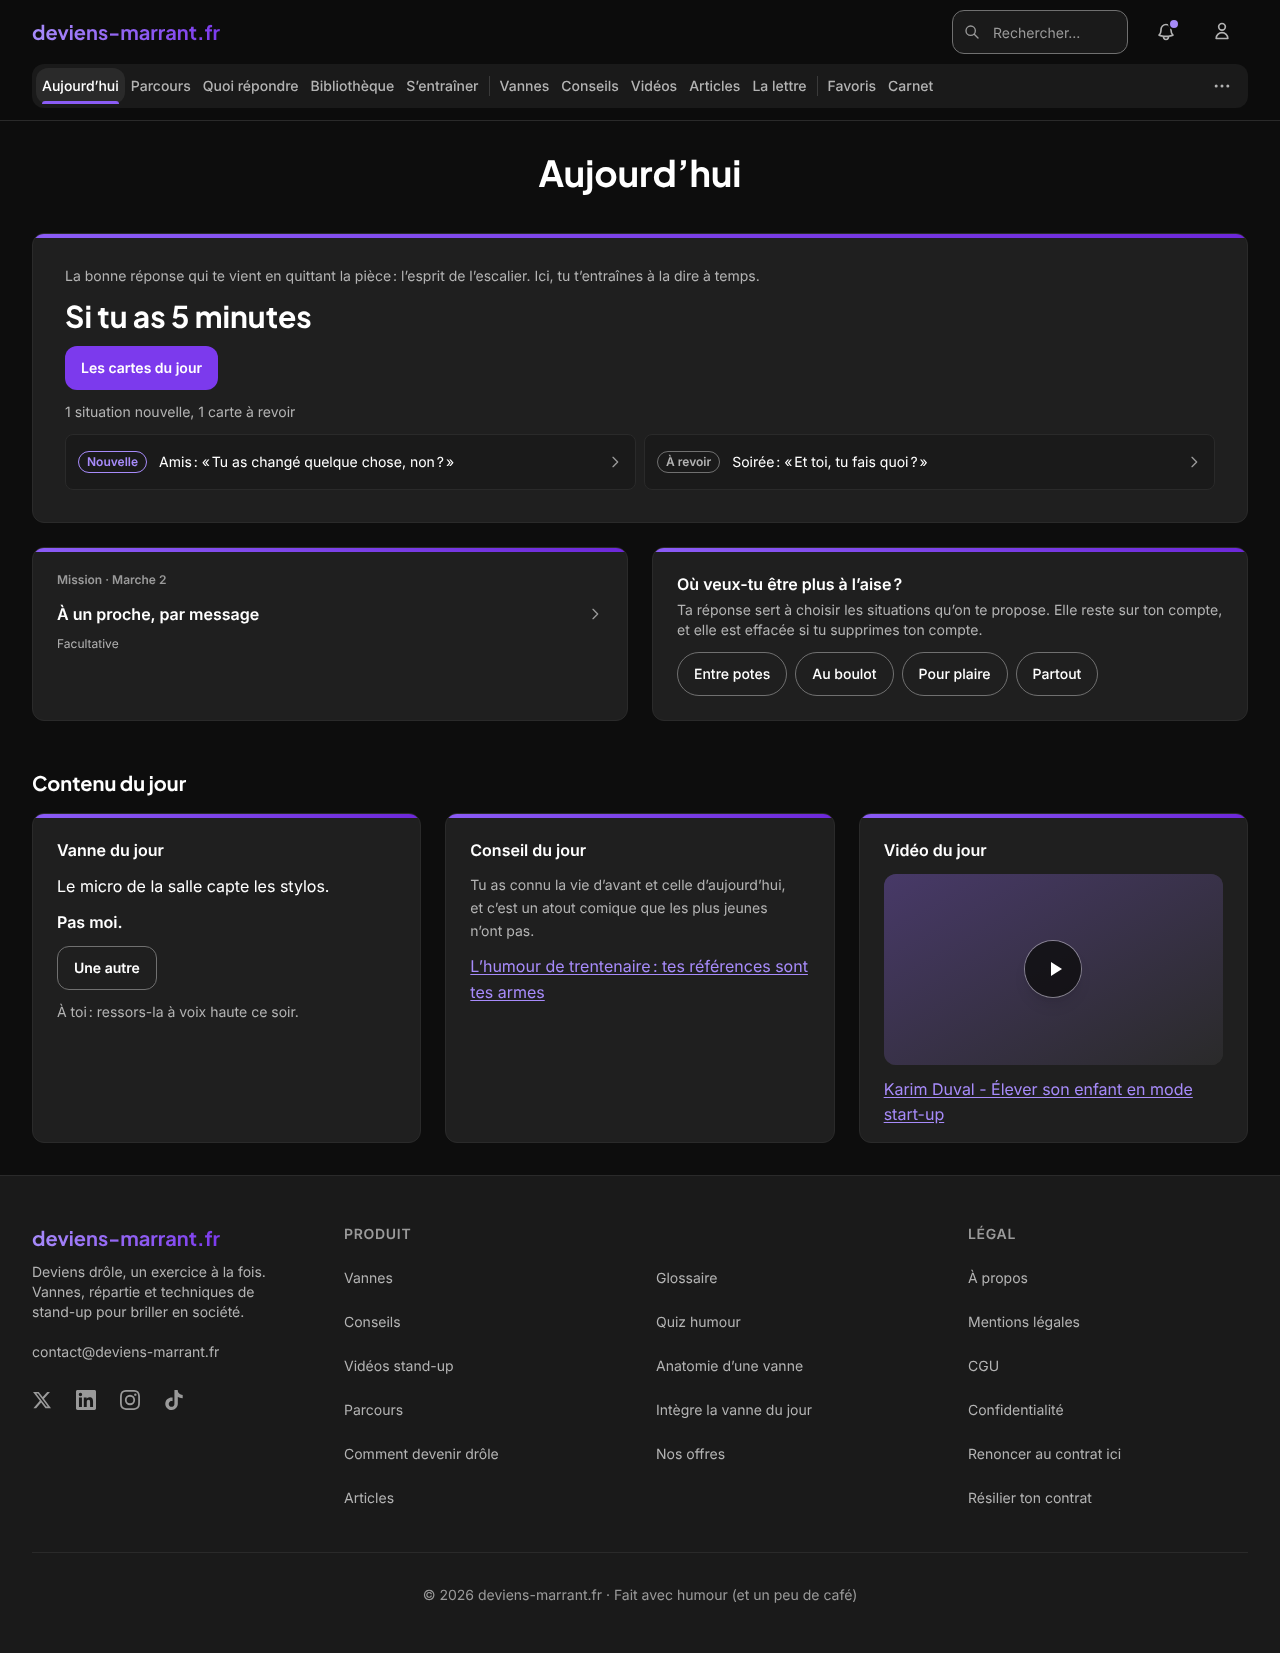 deviens-marrant.fr
Rechercher...
Aujourd’hui Parcours Quoi répondre Bibliothèque S’entraîner Vannes Conseils Vidéos Articles La lettre Favoris Carnet
Aujourd’hui
La bonne réponse qui te vient en quittant la pièce : l’esprit de l’escalier. Ici, tu t’entraînes à la dire à temps.
Si tu as 5 minutes
Les cartes du jour
1 situation nouvelle, 1 carte à revoir
Nouvelle Amis : « Tu as changé quelque chose, non ? »
À revoir Soirée : « Et toi, tu fais quoi ? »
Mission · Marche 2
À un proche, par message
Facultative
Où veux-tu être plus à l’aise ?
Ta réponse sert à choisir les situations qu’on te propose. Elle reste sur ton compte,
et elle est effacée si tu supprimes ton compte.
Entre potes Au boulot Pour plaire Partout
Contenu du jour
Vanne du jour
Le micro de la salle capte les stylos.
Pas moi.
Une autre
À toi : ressors-la à voix haute ce soir.
Conseil du jour
Tu as connu la vie d’avant et celle d’aujourd’hui,
et c’est un atout comique que les plus jeunes
n’ont pas.
L’humour de trentenaire : tes références sont
tes armes
Vidéo du jour
Karim Duval - Élever son enfant en mode
start-up
deviens-marrant.fr
Deviens drôle, un exercice à la fois.
Vannes, répartie et techniques de
stand-up pour briller en société.
contact@deviens-marrant.fr
PRODUIT
Vannes
Conseils
Vidéos stand-up
Parcours
Comment devenir drôle
Articles
Glossaire
Quiz humour
Anatomie d’une vanne
Intègre la vanne du jour
Nos offres
LÉGAL
À propos
Mentions légales
CGU
Confidentialité
Renoncer au contrat ici
Résilier ton contrat
© 2026 deviens-marrant.fr · Fait avec humour (et un peu de café)